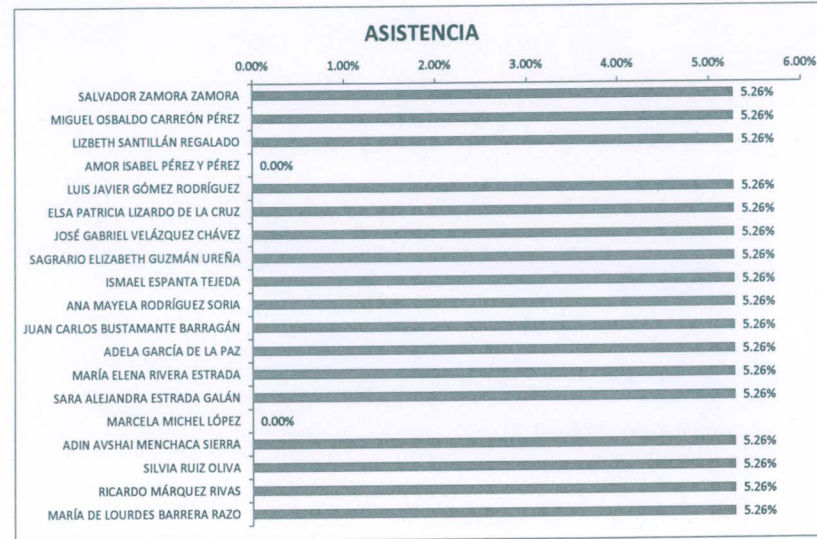 ASISTENCIA
0.00% 1.00% 2.00% 3.00% 4.00% 5.00% 6.00%
SALVADOR ZAMORA ZAMORA 5.26%
MIGUEL OSBALDO CARREÓN PÉREZ 5.26%
LIZBETH SANTILLÁN REGALADO 5.26%
AMOR ISABEL PÉREZ Y PÉREZ 0.00%
LUIS JAVIER GÓMEZ RODRÍGUEZ 5.26%
ELSA PATRICIA LIZARDO DE LA CRUZ 5.26%
JOSÉ GABRIEL VELÁZQUEZ CHÁVEZ 5.26%
SAGRARIO ELIZABETH GUZMÁN UREÑA 5.26%
ISMAEL ESPANTA TEJEDA 5.26%
ANA MAYELA RODRÍGUEZ SORIA 5.26%
JUAN CARLOS BUSTAMANTE BARRAGÁN 5.26%
ADELA GARCÍA DE LA PAZ 5.26%
MARÍA ELENA RIVERA ESTRADA 5.26%
SARA ALEJANDRA ESTRADA GALÁN 5.26%
MARCELA MICHEL LÓPEZ 0.00%
ADIN AVSHAI MENCHACA SIERRA 5.26%
SILVIA RUIZ OLIVA 5.26%
RICARDO MÁRQUEZ RIVAS 5.26%
MARÍA DE LOURDES BARRERA RAZO 5.26%